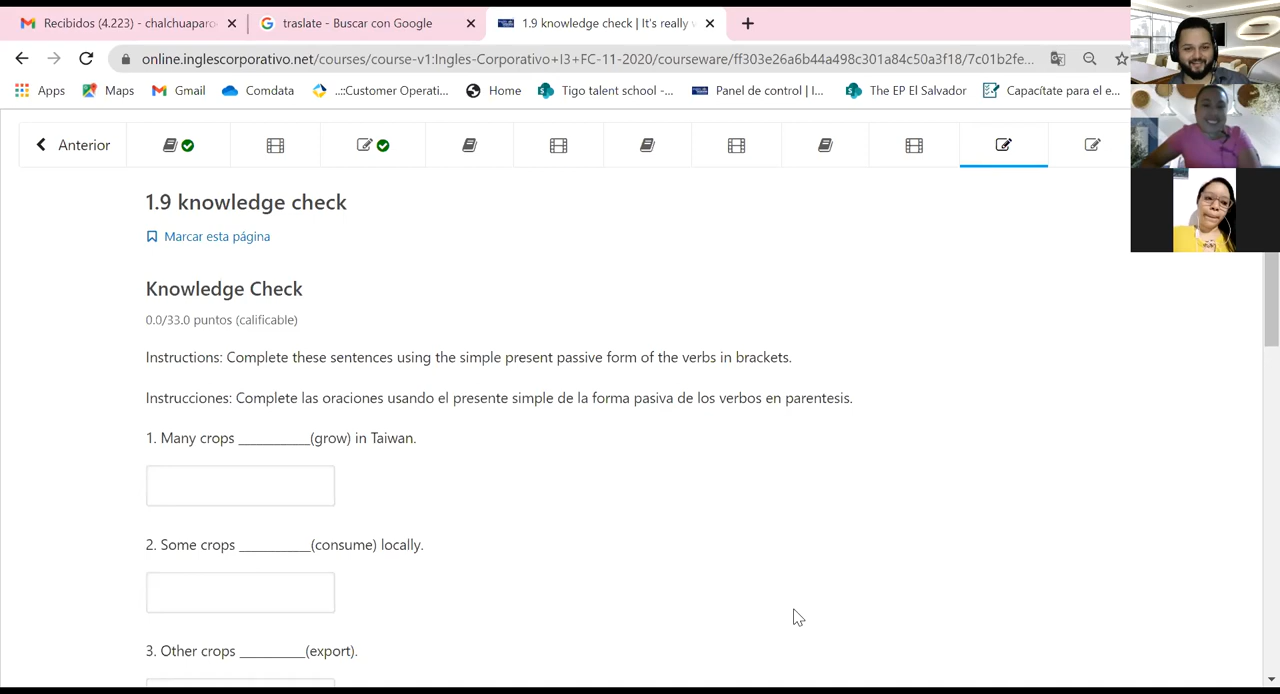 Recibidos (4.223) - chalchuapar
traslate - Buscar con Google
1.9 knowledge check | It's really
online.inglescorporativo.net/courses/course-v1:Ingles_Corporativo+I3+FC-11-2020/courseware/ff303e26a6b44a498c301a84c50a3f18/7c01b2fe...
Apps Maps Gmail Comdata ..::Customer Operati... Home Tigo talent school -... Panel de control | I... The EP El Salvador Capacítate para el e...
Anterior
1.9 knowledge check
Marcar esta página
Knowledge Check
0.0/33.0 puntos (calificable)
Instructions: Complete these sentences using the simple present passive form of the verbs in brackets.
Instrucciones: Complete las oraciones usando el presente simple de la forma pasiva de los verbos en parentesis.
1. Many crops __________(grow) in Taiwan.
2. Some crops __________(consume) locally.
3. Other crops _________(export).